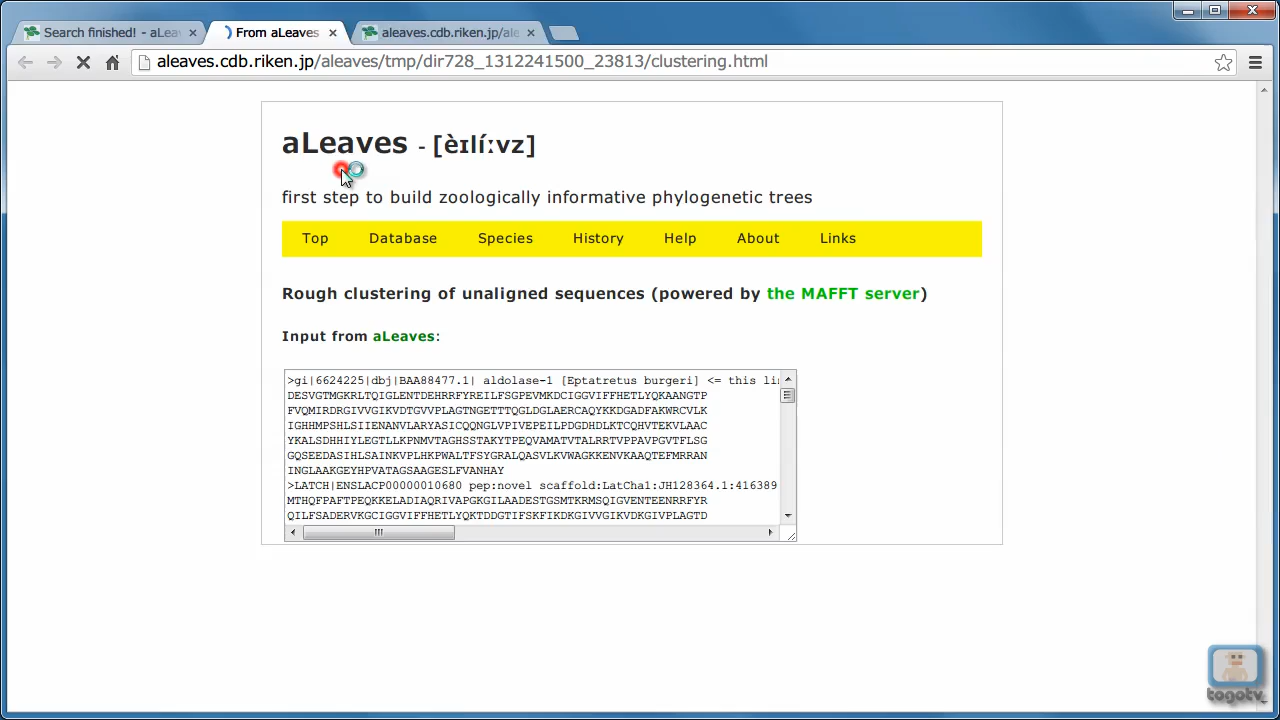 Search finished! - aLea
From aLeaves
aleaves.cdb.riken.jp/ale
aleaves.cdb.riken.jp/aleaves/tmp/dir728_1312241500_23813/clustering.html
aLeaves - [èɪlíːvz]
first step to build zoologically informative phylogenetic trees
Top Database Species History Help About Links
Rough clustering of unaligned sequences (powered by the MAFFT server)
Input from aLeaves:
>gi|6624225|dbj|BAA88477.1| aldolase-1 [Eptatretus burgeri] <= this li
DESVGTMGKRLTQIGLENTDEHRRFYREILFSGPEVMKDCIGGVIFFHETLYQKAANGTP
FVQMIRDRGIVVGIKVDTGVVPLAGTNGETTTQGLDGLAERCAQYKKDGADFAKWRCVLK
IGHHMPSHLSIIENANVLARYASICQQNGLVPIVEPEILPDGDHDLKTCQHVTEKVLAAC
YKALSDHHIYLEGTLLKPNMVTAGHSSTAKYTPEQVAMATVTALRRTVPPAVPGVTFLSG
GQSEEDASIHLSAINKVPLHKPWALTFSYGRALQASVLKVWAGKKENVKAAQTEFMRRAN
INGLAAKGEYHPVATAGSAAGESLFVANHAY
>LATCH|ENSLACP00000010680 pep:novel scaffold:LatCha1:JH128364.1:416389
MTHQFPAFTPEQKKELADIAQRIVAPGKGILAADESTGSMTKRMSQIGVENTEENRRFYR
QILFSADERVKGCIGGVIFFHETLYQKTDDGTIFSKFIKDKGIVVGIKVDKGIVPLAGTD
togotv